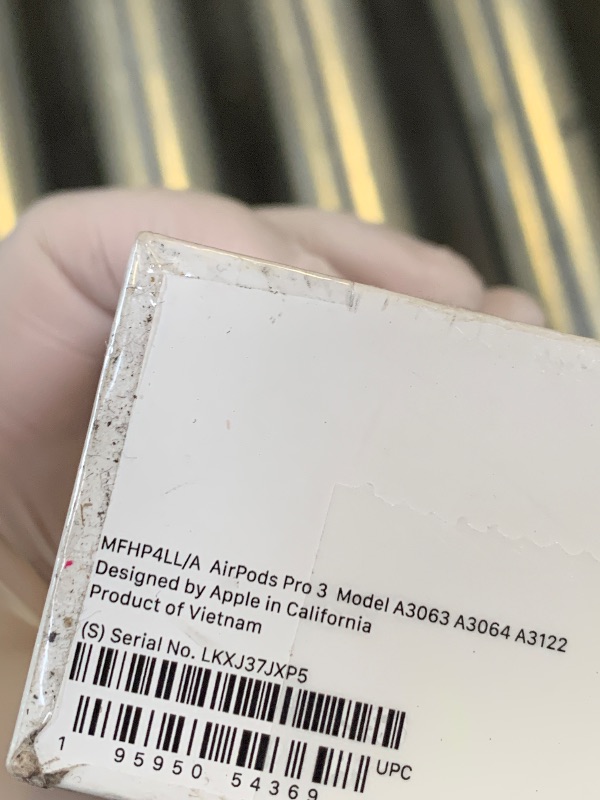 MFHP4LL/A AirPods Pro 3 Model A3063 A3064 A3122
Designed by Apple in California
Product of Vietnam
(S) Serial No. LKXJ37JXP5
UPC
1 95950 54369